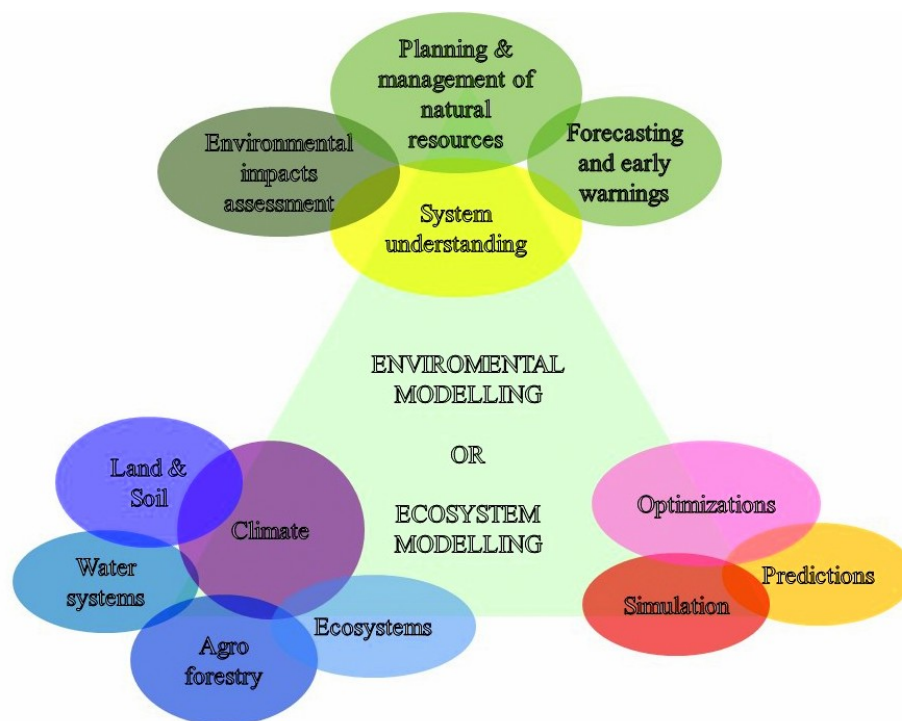 Planning &
management of
natural
resources
Environmental
impacts
assessment
Forecasting
and early
warnings
System
understanding
ENVIROMENTAL
MODELLING
OR
ECOSYSTEM
MODELLING
Land &
Soil
Climate
Water
systems
Agro
forestry
Ecosystems
Optimizations
Predictions
Simulation